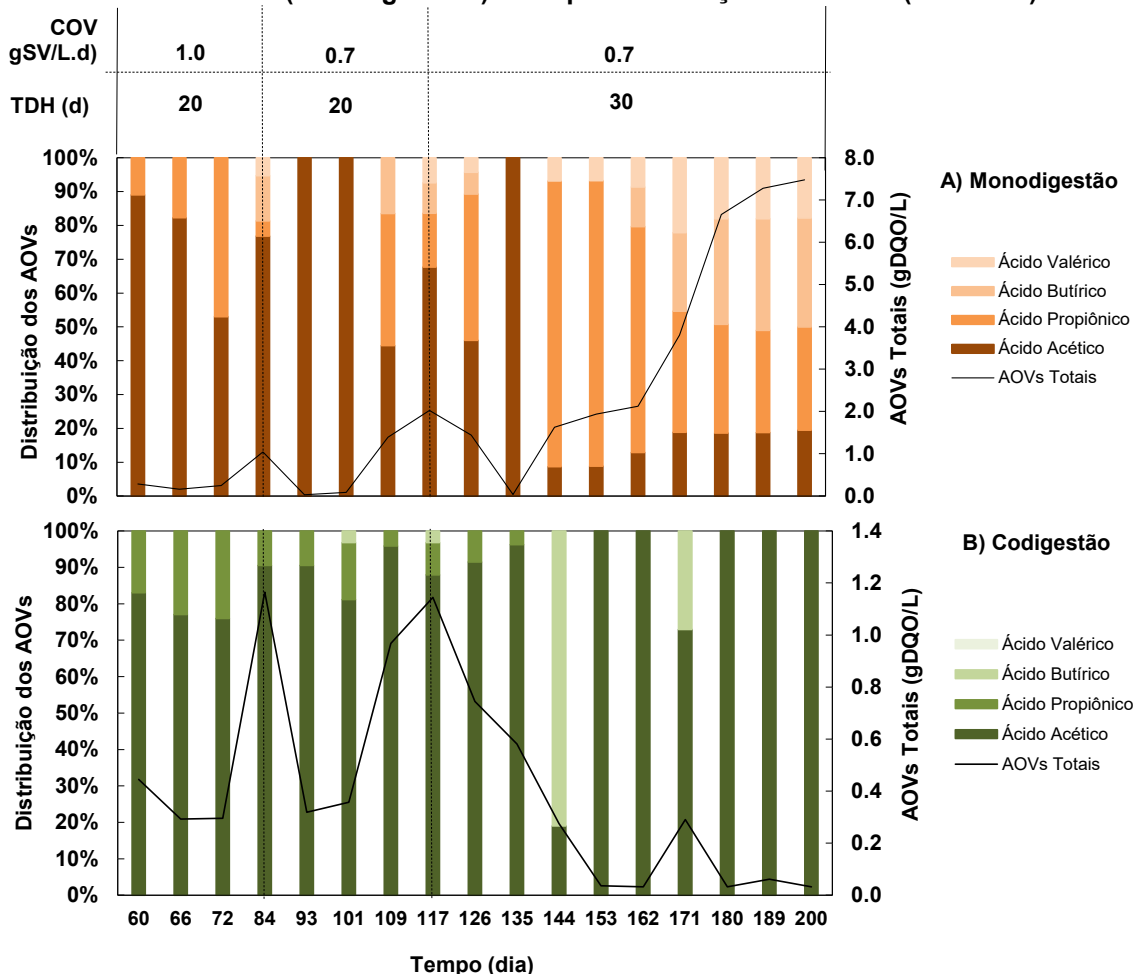 COV
gSV/L.d)
1.0
0.7
0.7
TDH (d)
20
20
30
100%
90%
80%
70%
60%
50%
40%
30%
20%
10%
0%
Distribuição dos AOVs
8.0
7.0
6.0
5.0
4.0
3.0
2.0
1.0
0.0
AOVs Totais (gDQO/L)
A) Monodigestão
Ácido Valérico
Ácido Butírico
Ácido Propiônico
Ácido Acético
AOVs Totais
100%
90%
80%
70%
60%
50%
40%
30%
20%
10%
0%
Distribuição dos AOVs
1.4
1.2
1.0
0.8
0.6
0.4
0.2
0.0
AOVs Totais (gDQO/L)
B) Codigestão
Ácido Valérico
Ácido Butírico
Ácido Propiônico
Ácido Acético
AOVs Totais
60 66 72 84 93 101 109 117 126 135 144 153 162 171 180 189 200
Tempo (dia)